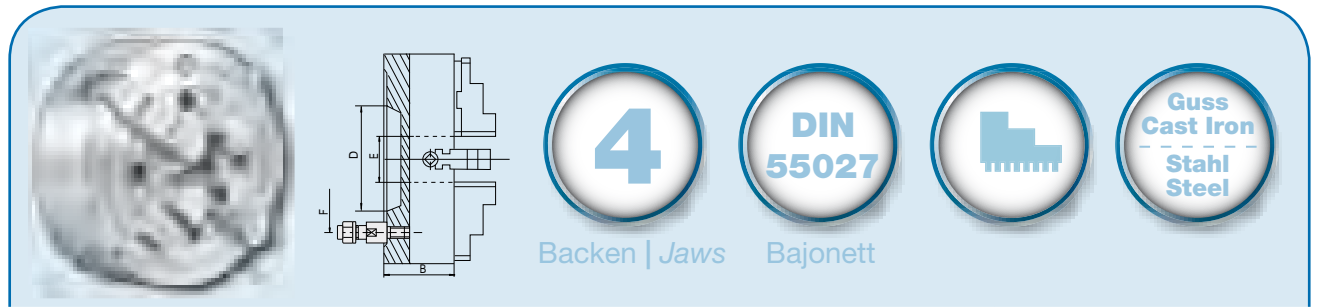 D
E
F
B
4
Backen | Jaws
DIN
55027
Bajonett
Guss
Cast Iron
Stahl
Steel